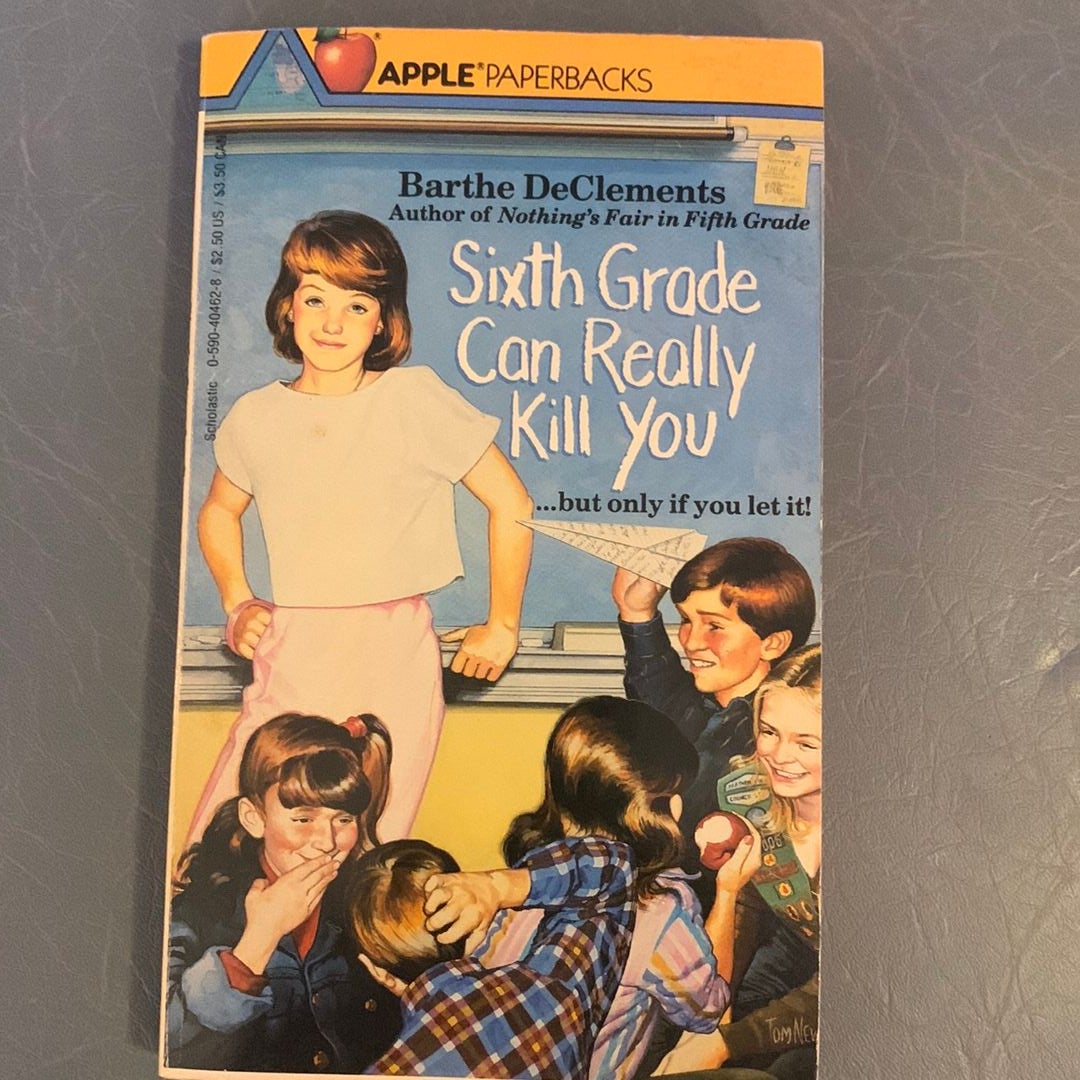 APPLE® PAPERBACKS
Scholastic 0-590-40462-8 / $2.50 US / $3.50 CAN
Barthe DeClements
Author of Nothing's Fair in Fifth Grade
Sixth Grade
Can Really
Kill You
...but only if you let it!
TOM NEW